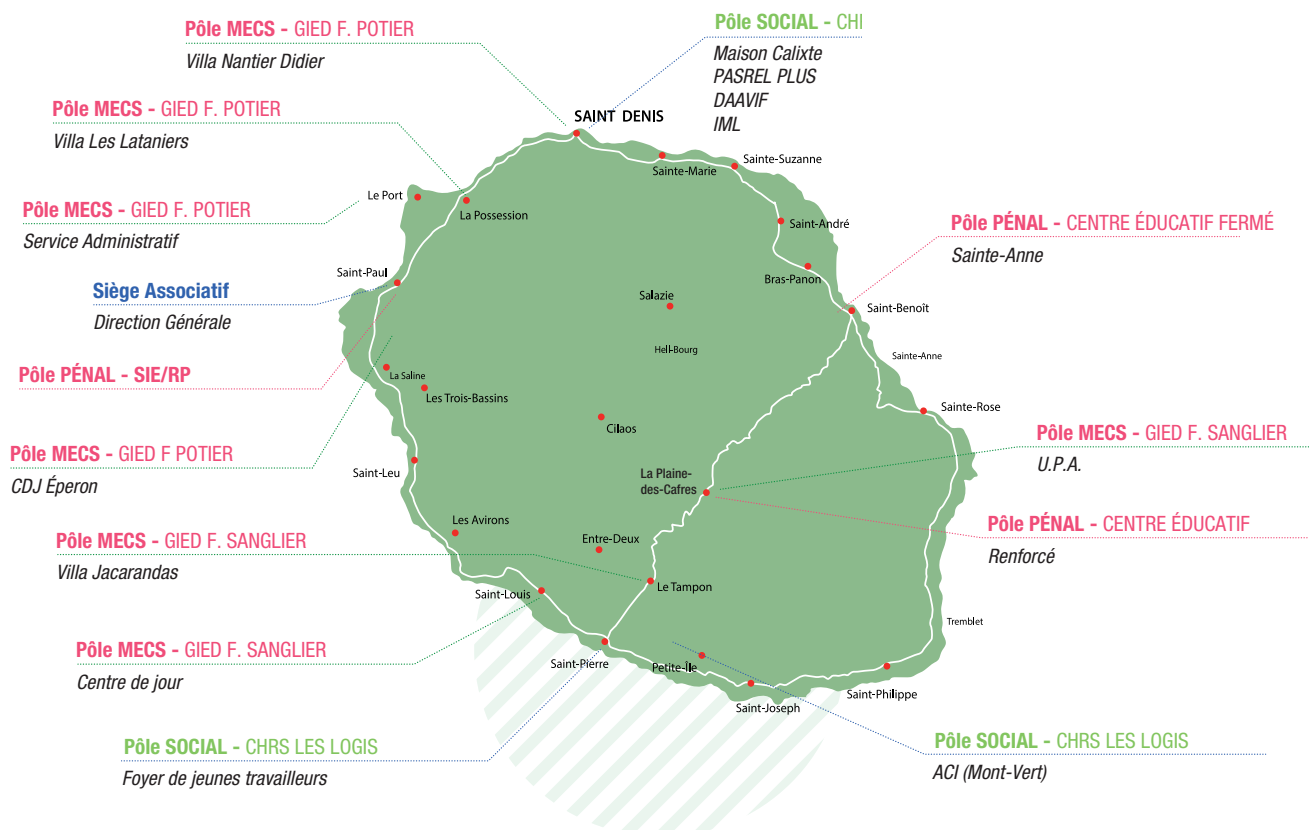 Pôle MECS - GIED F. POTIER
Villa Nantier Didier
Pôle SOCIAL - CH
Maison Calixte
PASREL PLUS
DAAVIF
IML
Pôle MECS - GIED F. POTIER
Villa Les Lataniers
SAINT DENIS
Sainte-Marie
Sainte-Suzanne
Le Port
La Possession
Pôle MECS - GIED F. POTIER
Service Administratif
Saint-André
Pôle PÉNAL - CENTRE ÉDUCATIF FERMÉ
Sainte-Anne
Saint-Paul
Bras-Panon
Siège Associatif
Direction Générale
Salazie
Saint-Benoît
Hell-Bourg
Sainte-Anne
Pôle PÉNAL - SIE/RP
La Saline
Les Trois-Bassins
Sainte-Rose
Cilaos
Pôle MECS - GIED F. SANGLIER
U.P.A.
Pôle MECS - GIED F POTIER
CDJ Éperon
Saint-Leu
La Plaine-
des-Cafres
Les Avirons
Pôle PÉNAL - CENTRE ÉDUCATIF
Renforcé
Pôle MECS - GIED F. SANGLIER
Villa Jacarandas
Entre-Deux
Saint-Louis
Le Tampon
Tremblet
Pôle MECS - GIED F. SANGLIER
Centre de jour
Saint-Pierre
Petite-Île
Saint-Philippe
Saint-Joseph
Pôle SOCIAL - CHRS LES LOGIS
Foyer de jeunes travailleurs
Pôle SOCIAL - CHRS LES LOGIS
ACI (Mont-Vert)